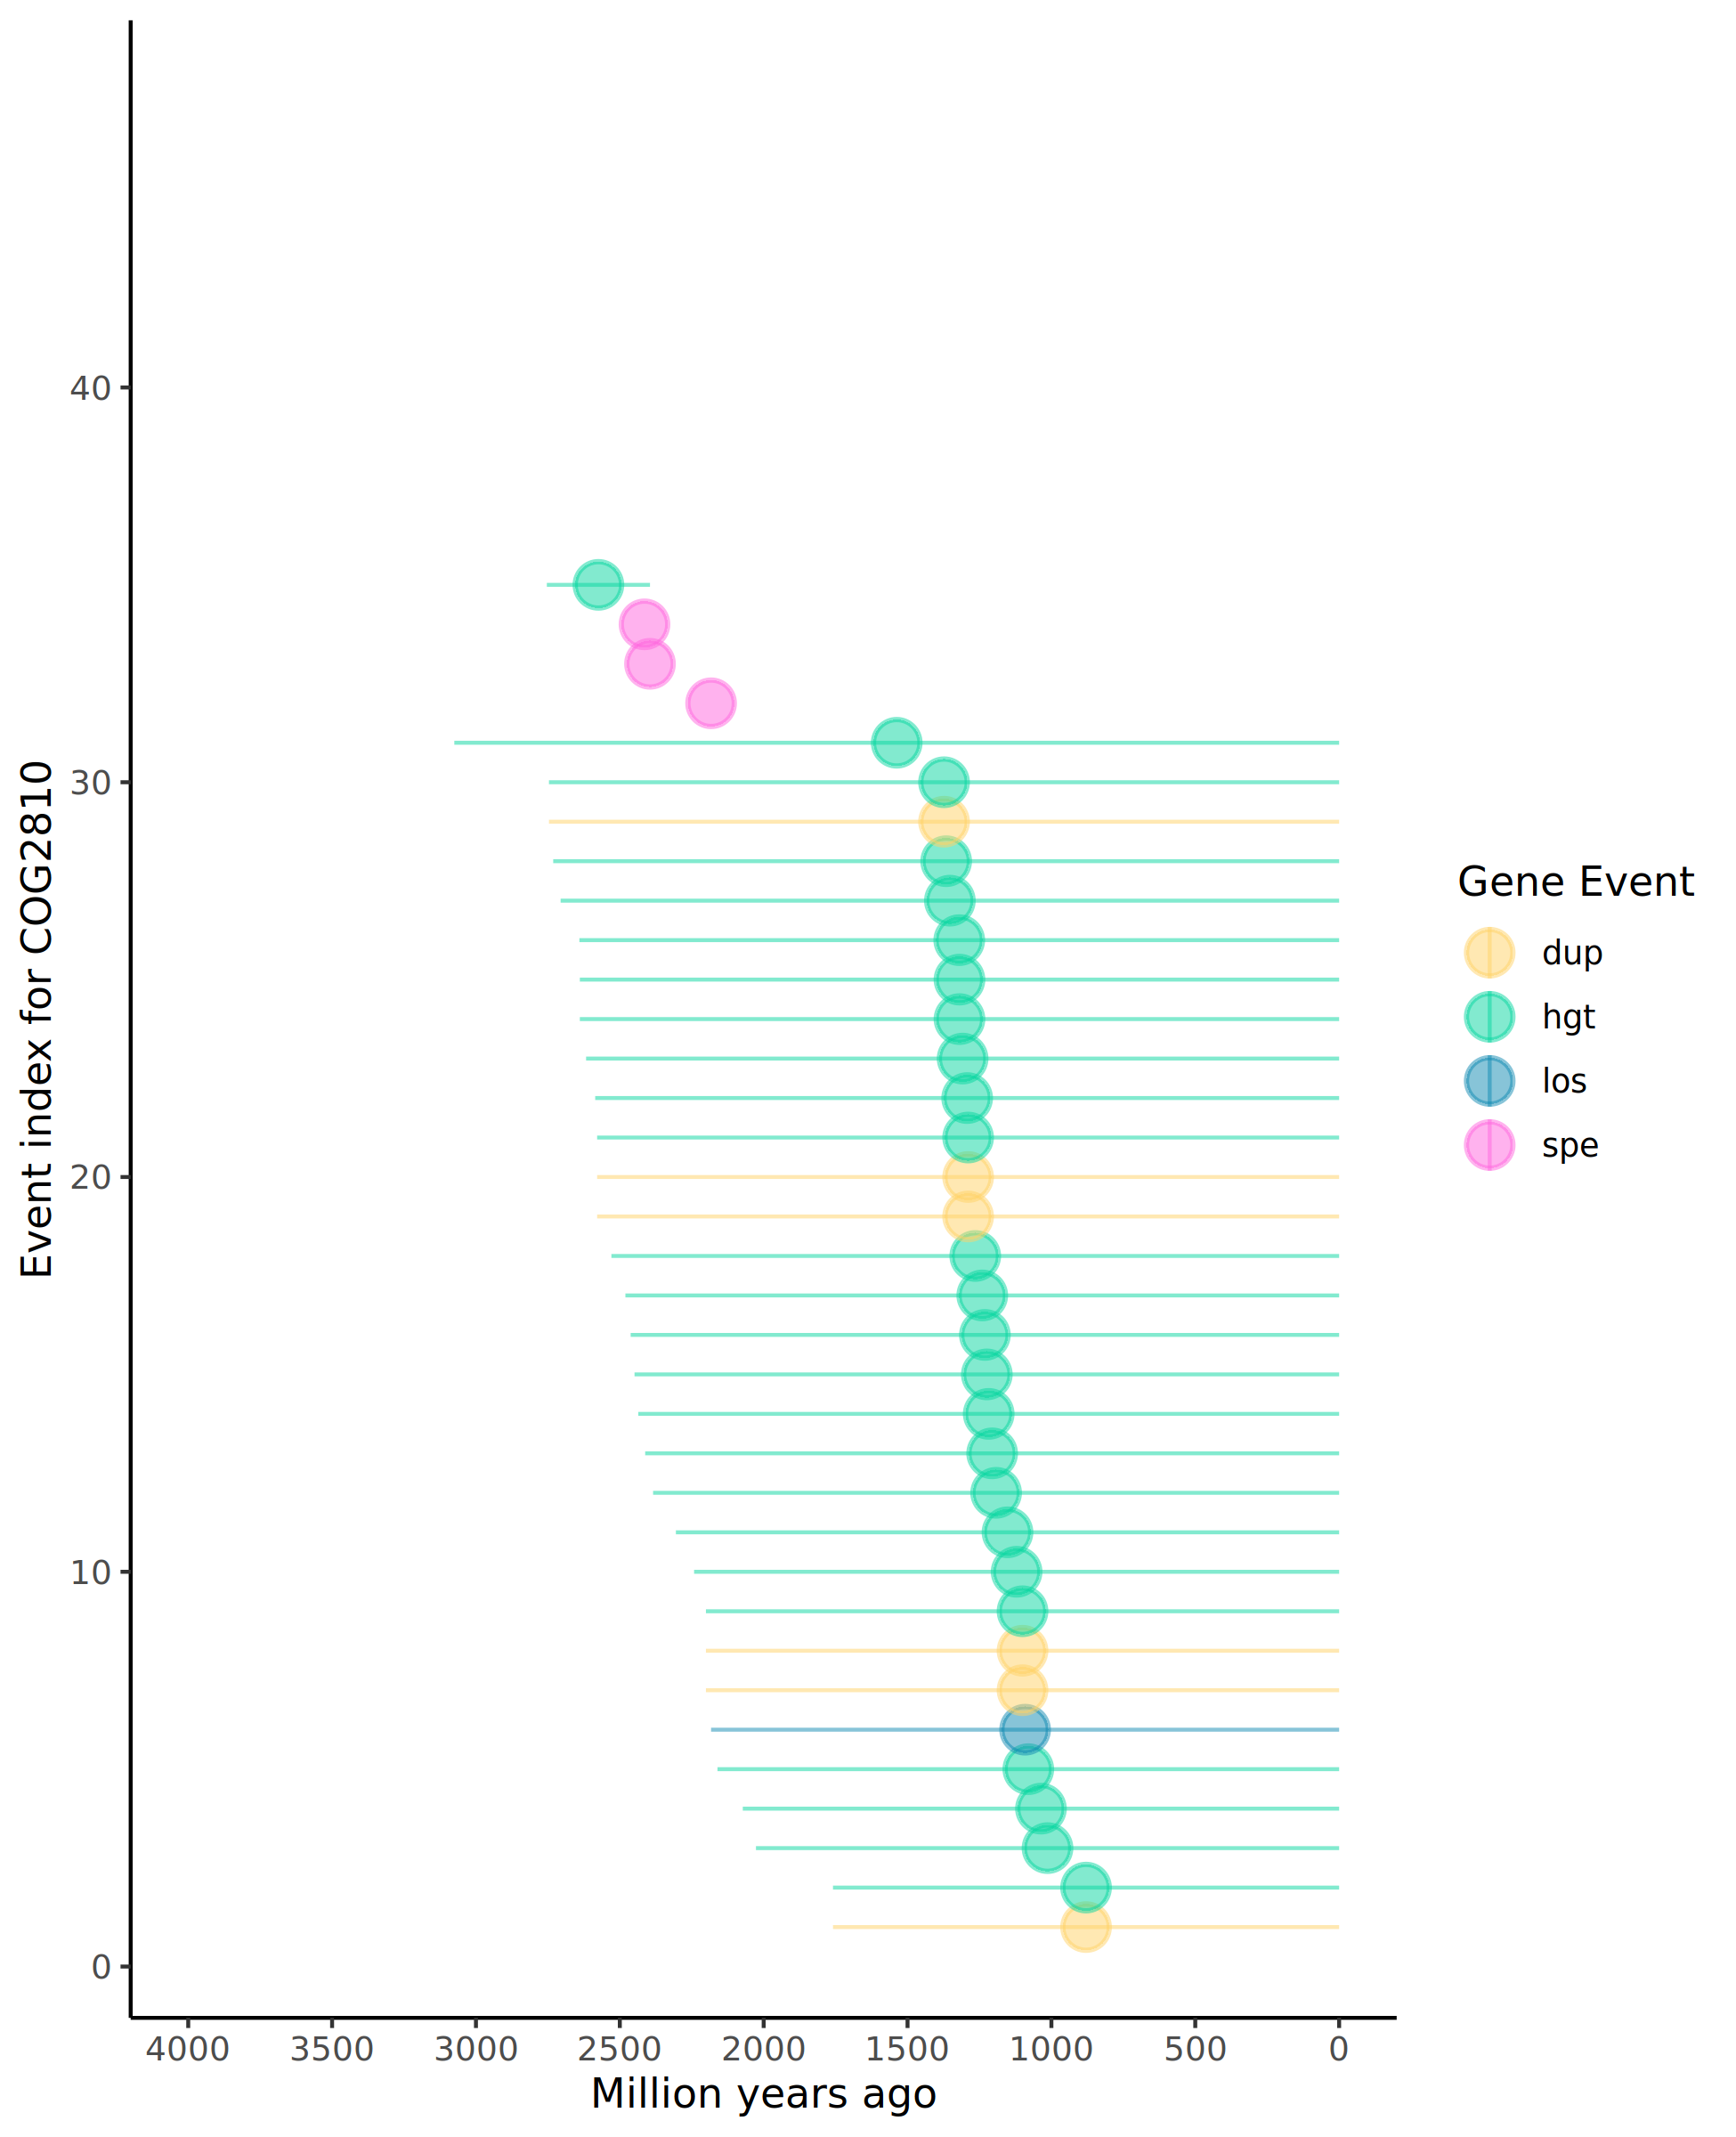 Event index for COG2810
40
30
20
10
0
4000 3500 3000 2500 2000 1500 1000 500 0
Million years ago
Gene Event
dup
hgt
los
spe